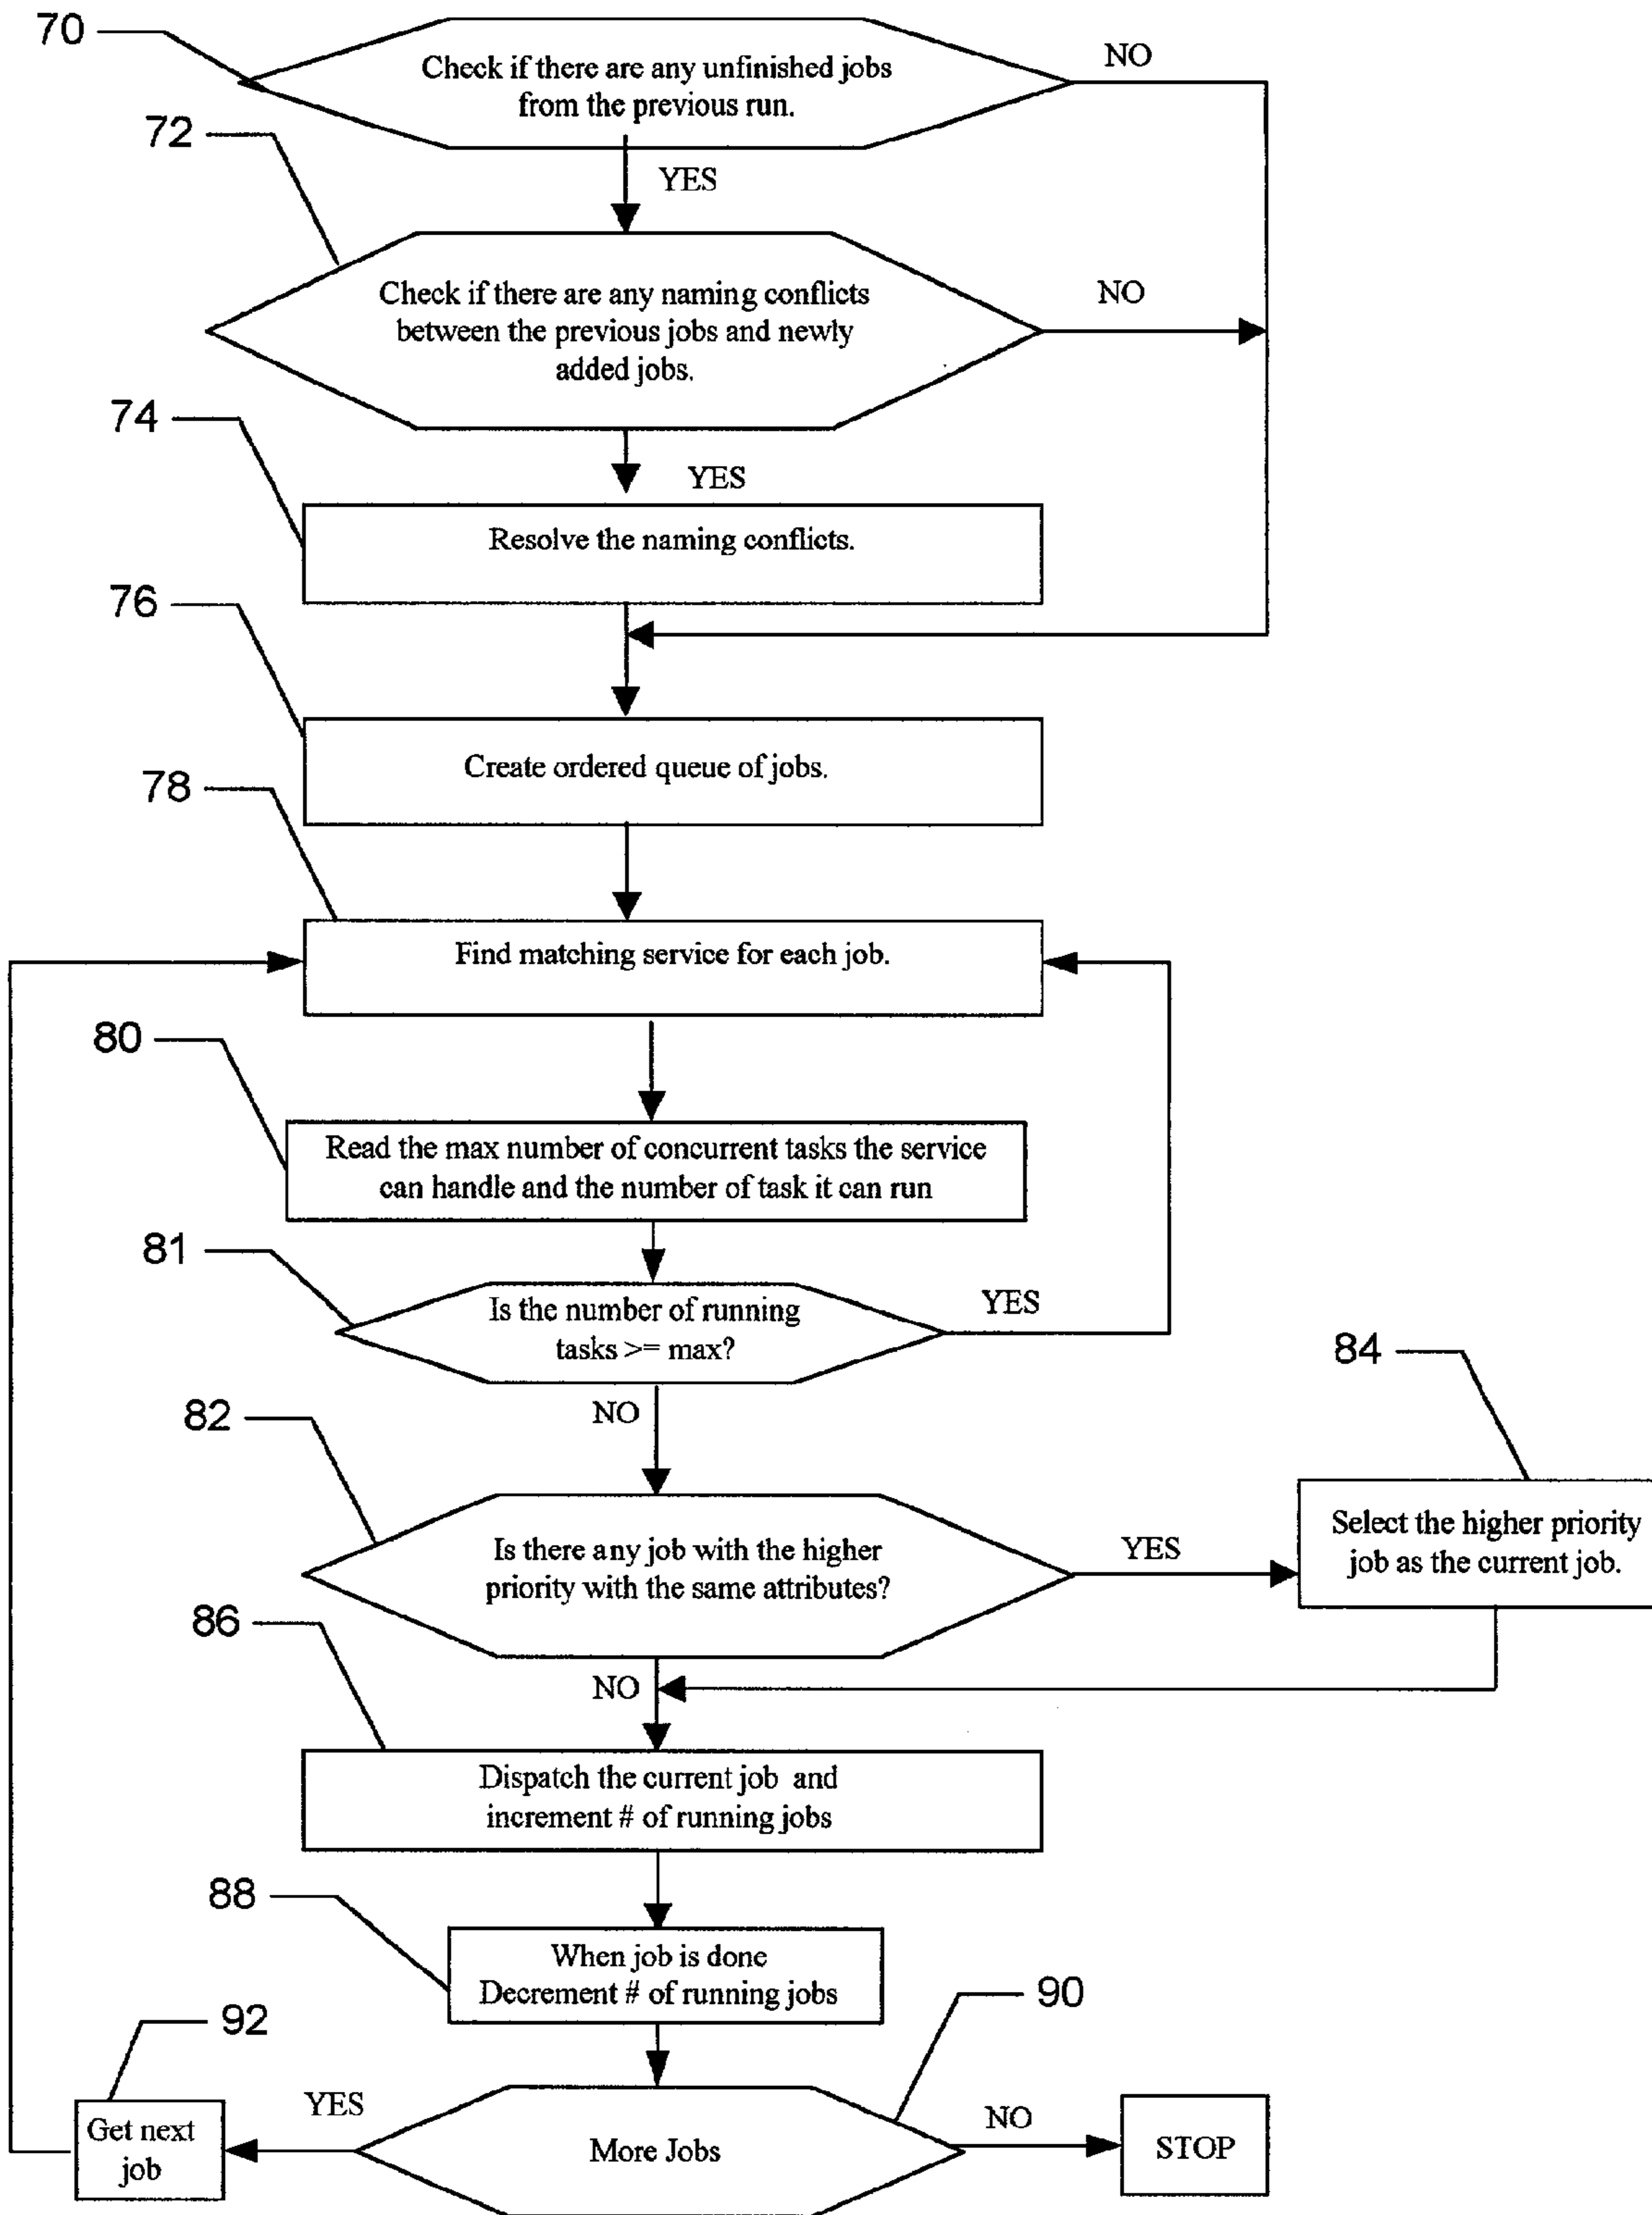 70
Check if there are any unfinished jobs
from the previous run.
NO
72
YES
Check if there are any naming conflicts
between the previous jobs and newly
added jobs.
NO
74
YES
Resolve the naming conflicts.
76
Create ordered queue of jobs.
78
Find matching service for each job.
80
Read the max number of concurrent tasks the service
can handle and the number of task it can run
81
Is the number of running
tasks >= max?
YES
84
82
NO
Is there any job with the higher
priority with the same attributes?
YES
Select the higher priority
job as the current job.
86
NO
Dispatch the current job and
increment # of running jobs
88
When job is done
Decrement # of running jobs
90
92
YES
Get next
job
More Jobs
NO
STOP